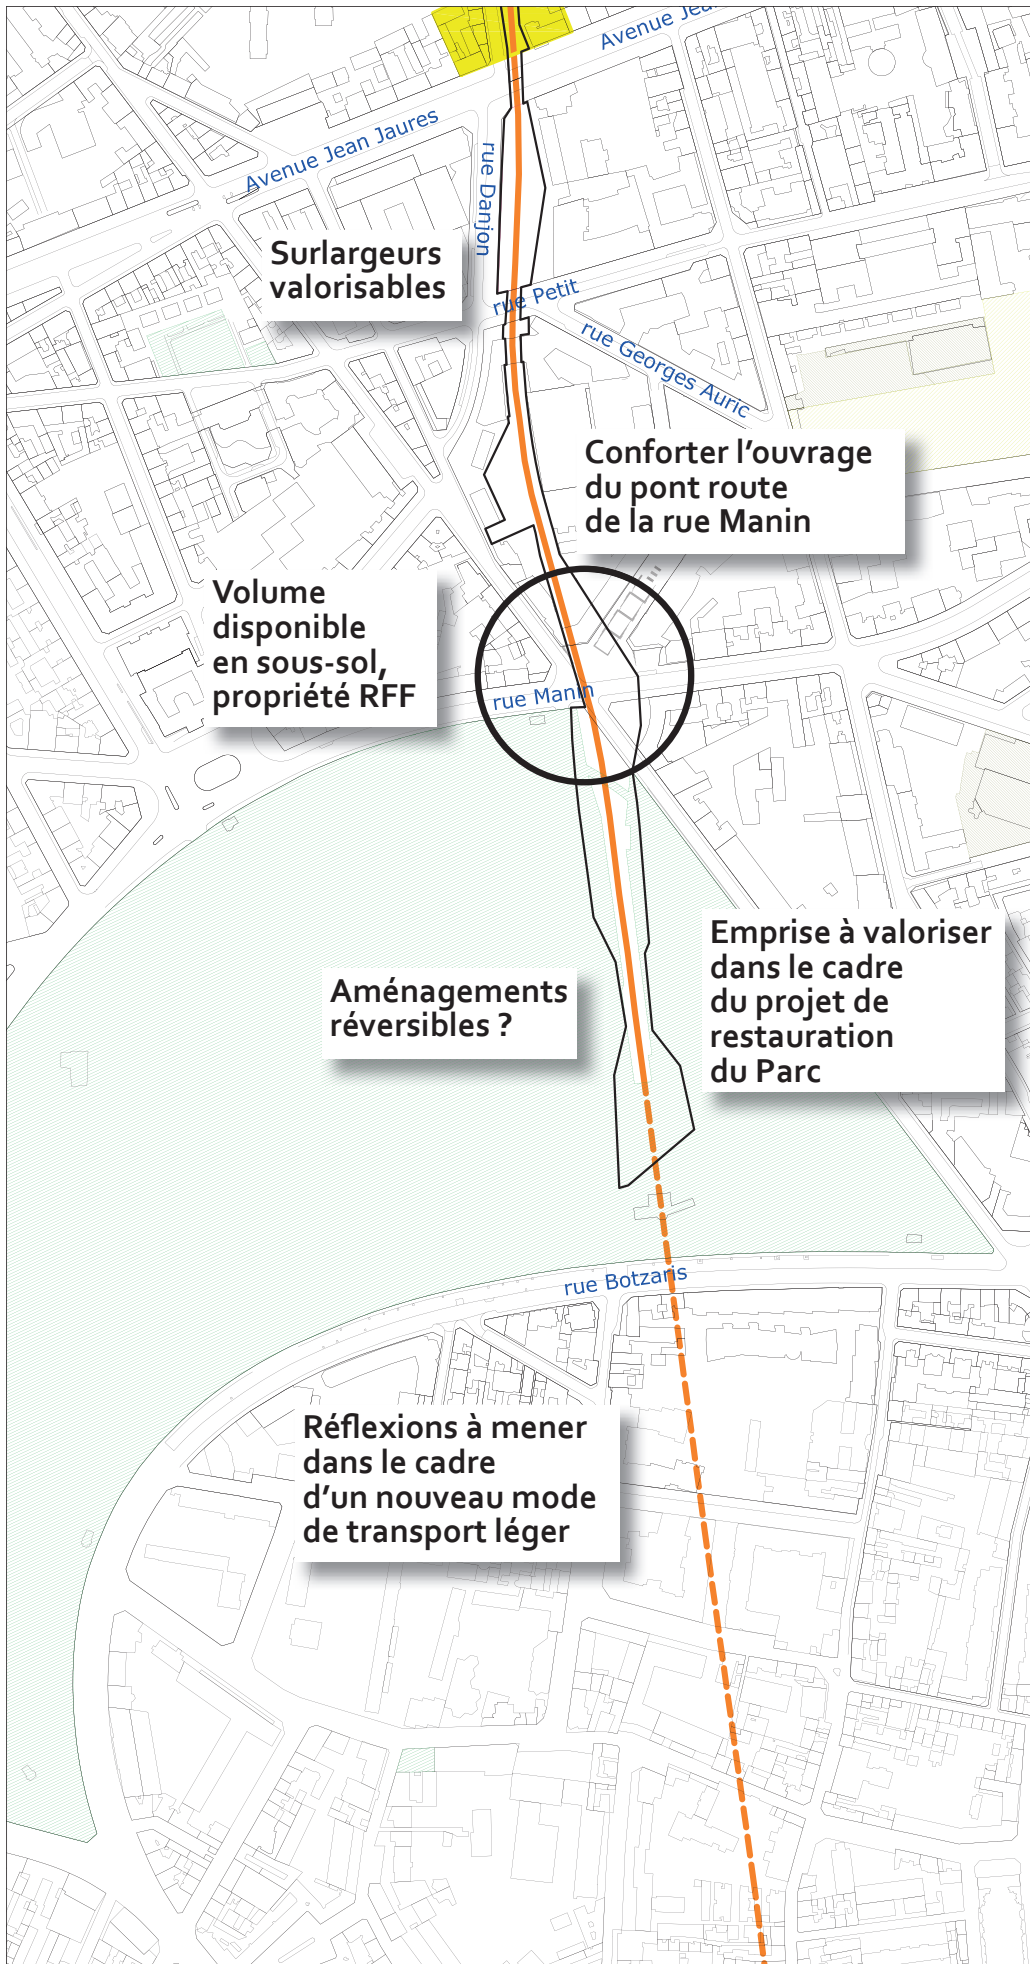 Avenue Jea
Avenue Jean Jaures
rue Danjon
Surlargeurs
valorisables
rue Petit
rue Georges Auric
Conforter l’ouvrage
du pont route
de la rue Manin
Volume
disponible
en sous-sol,
propriété RFF
rue Manin
Emprise à valoriser
dans le cadre
du projet de
restauration
du Parc
Aménagements
réversibles ?
rue Botzaris
Réflexions à mener
dans le cadre
d’un nouveau mode
de transport léger